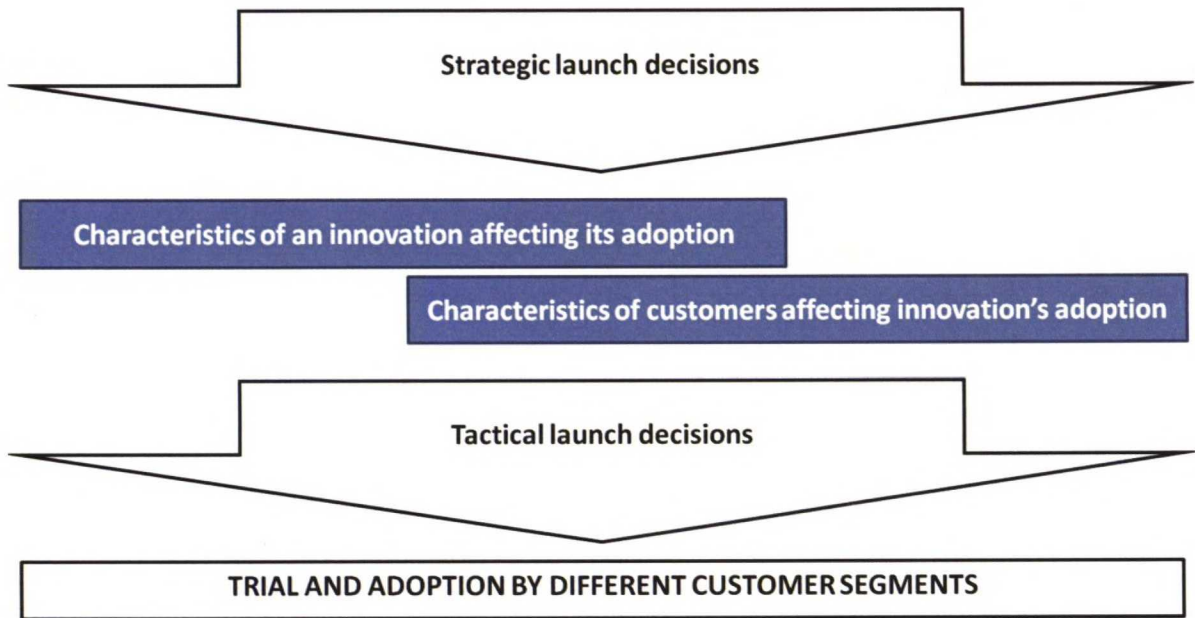 Strategic launch decisions
Characteristics of an innovation affecting its adoption
Characteristics of customers affecting innovation’s adoption
Tactical launch decisions
TRIAL AND ADOPTION BY DIFFERENT CUSTOMER SEGMENTS